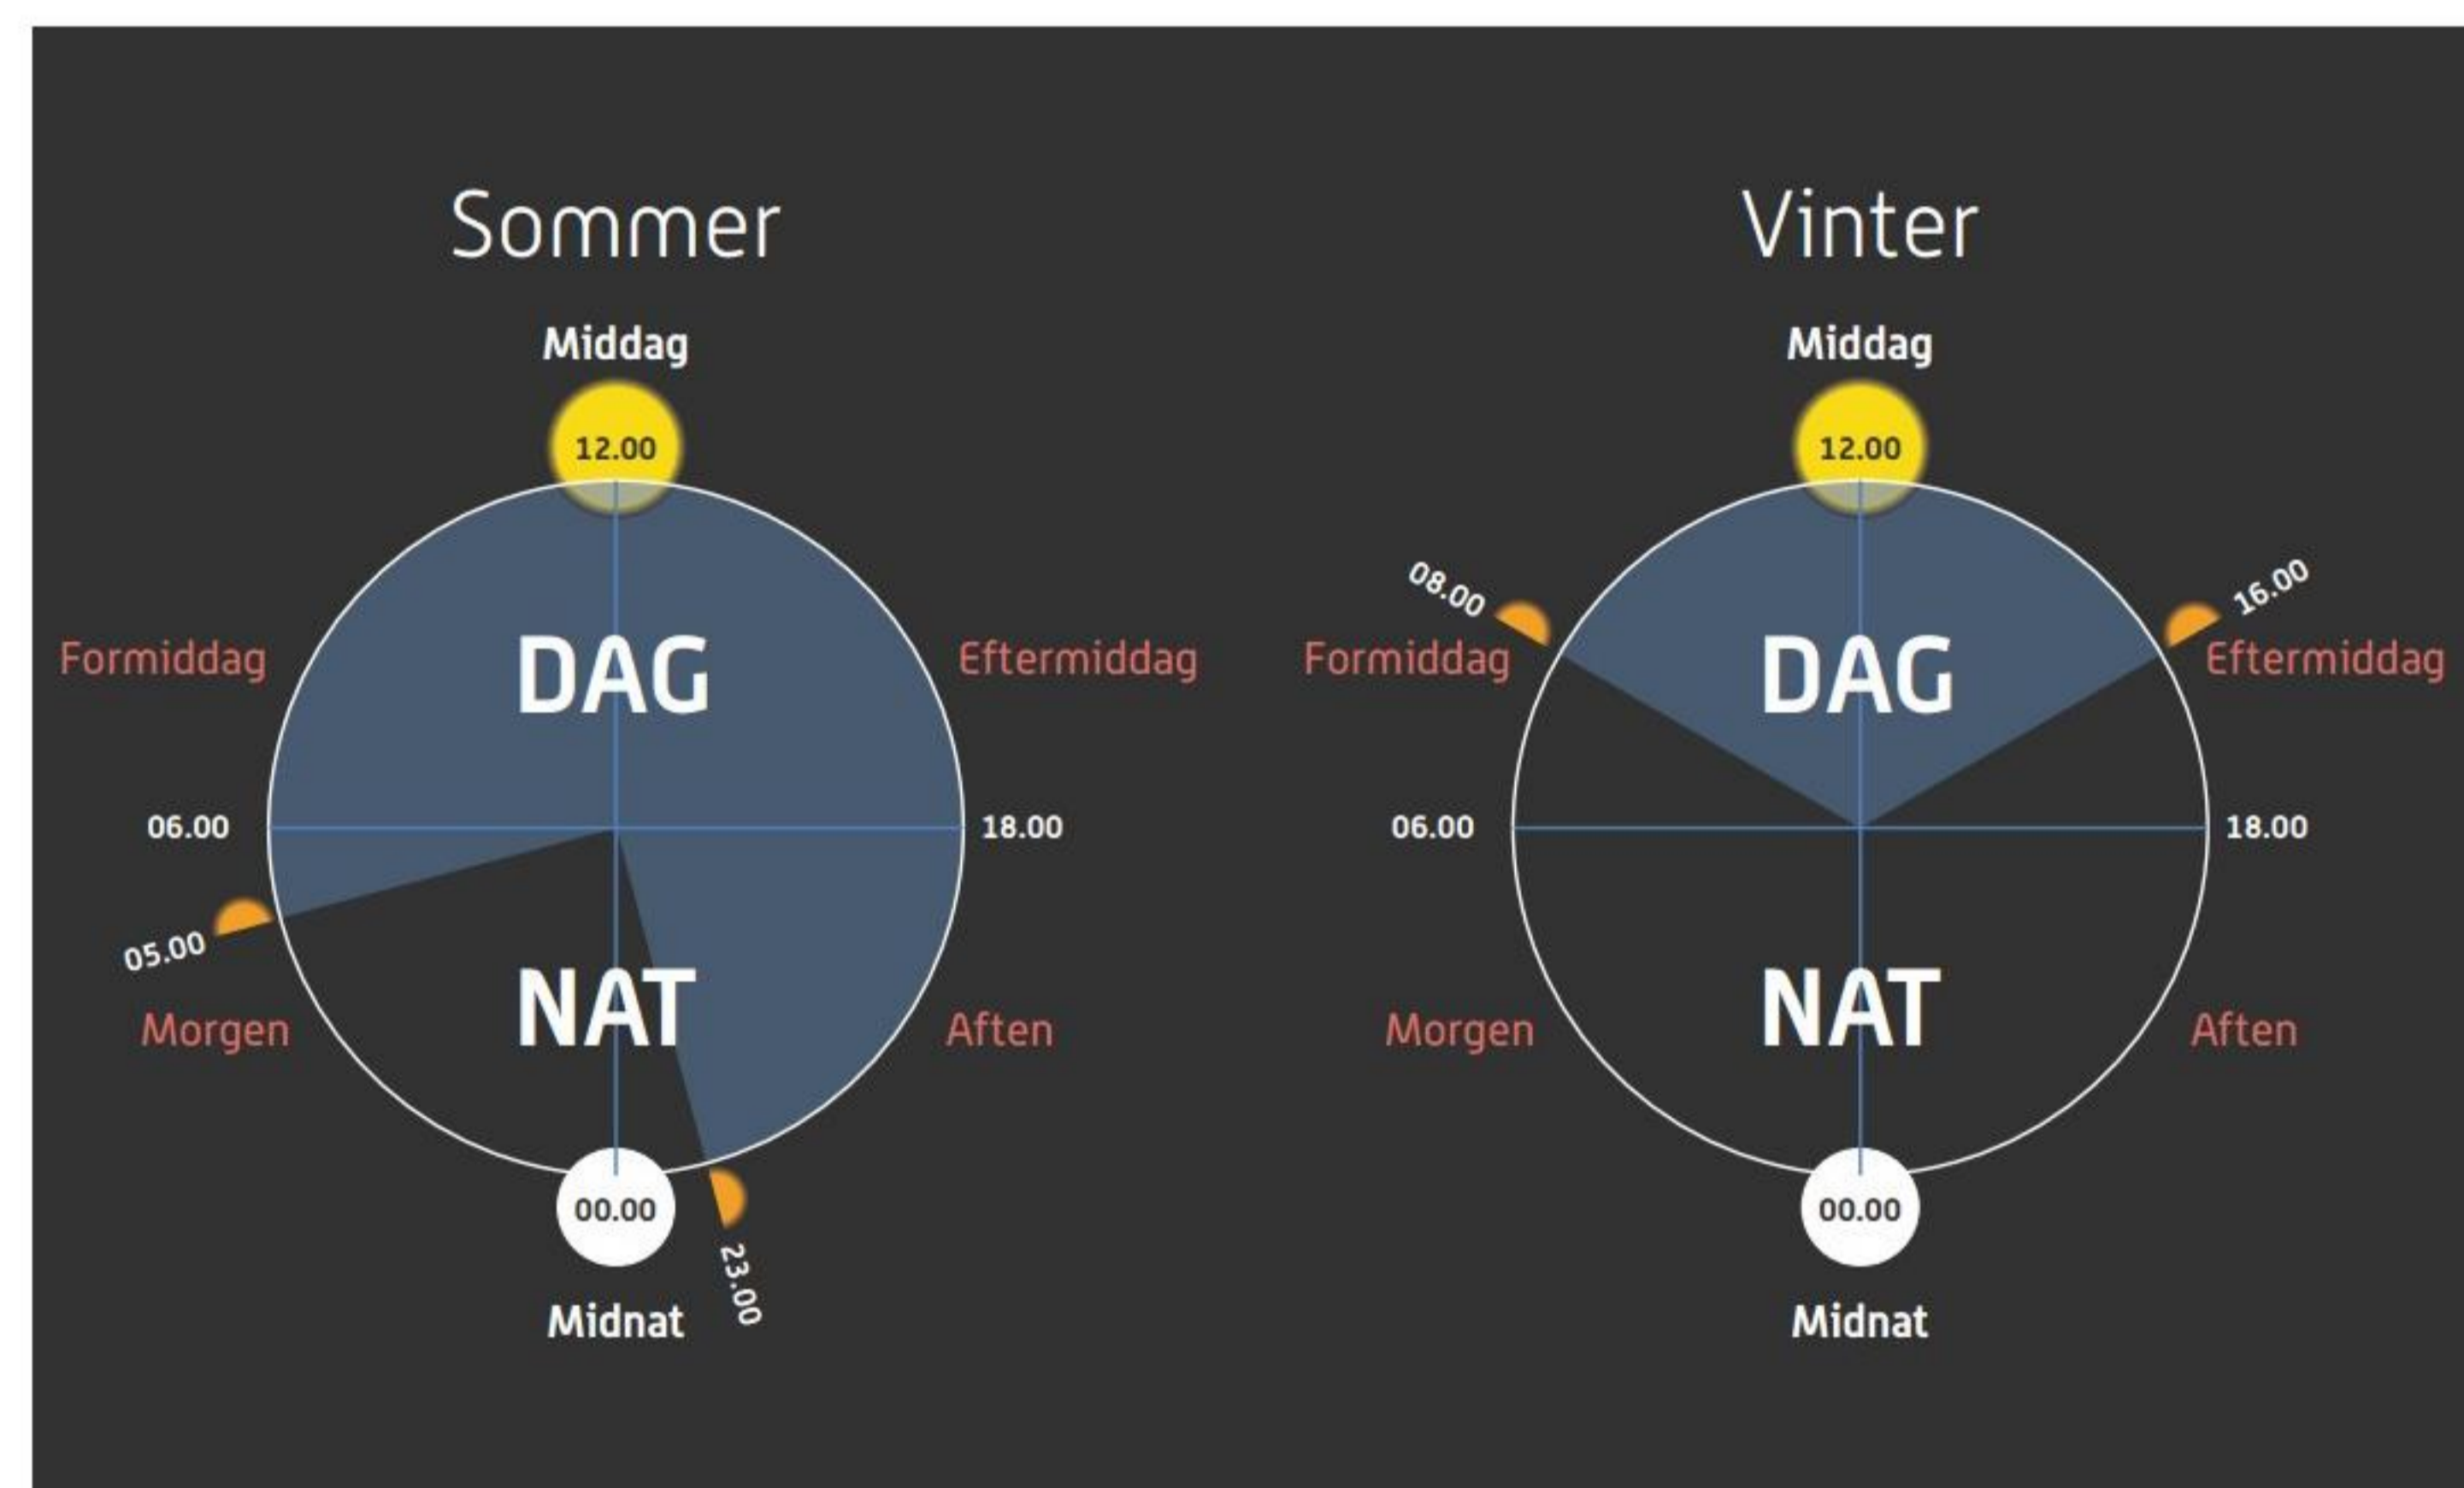 Sommer
Middag
12.00
Formiddag
DAG
Eftermiddag
06.00
18.00
05.00
Morgen
NAT
Aften
00.00
23.00
Midnat
Vinter
Middag
12.00
08.00
16.00
Formiddag
DAG
Eftermiddag
06.00
18.00
Morgen
NAT
Aften
00.00
Midnat